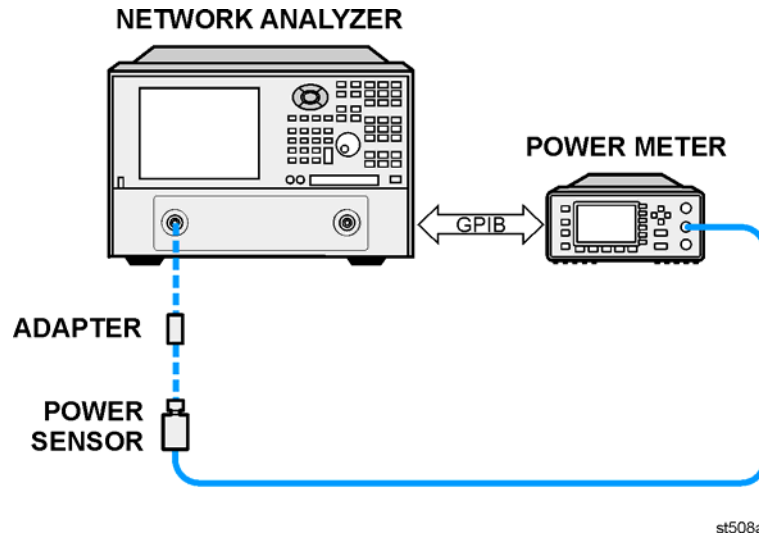 NETWORK ANALYZER
POWER METER
GPIB
ADAPTER
POWER
SENSOR
st508a